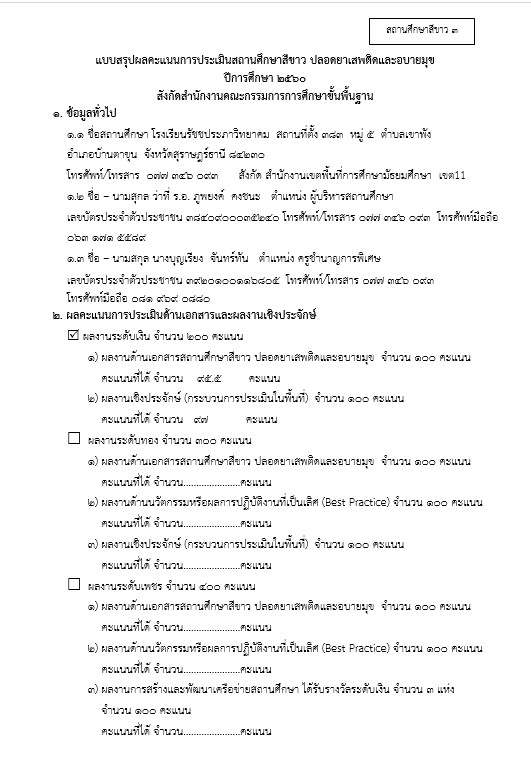 สถานศึกษาสีขาว ๓
แบบสรุปผลคะแนนการประเมินสถานศึกษาสีขาว ปลอดยาเสพติดและอบายมุข
ปีการศึกษา ๒๕๖๐
สังกัดสำนักงานคณะกรรมการการศึกษาขั้นพื้นฐาน
๑. ข้อมูลทั่วไป
๑.๑ ชื่อสถานศึกษา โรงเรียนรัชชประภาวิทยาคม สถานที่ตั้ง ๓๘๓ หมู่ ๕ ตำบลเขาพัง
อำเภอบ้านตาขุน จังหวัดสุราษฎร์ธานี ๘๔๒๓๐
โทรศัพท์/โทรสาร ๐๗๗ ๓๔๖ ๐๙๓ สังกัด สำนักงานเขตพื้นที่การศึกษามัธยมศึกษา เขต11
๑.๒ ชื่อ – นามสกุล ว่าที่ ร.อ. ภูพยงค์ คงชนะ ตำแหน่ง ผู้บริหารสถานศึกษา
เลขบัตรประจำตัวประชาชน ๓๘๔๐๙๐๐๐๓๕๒๔๐ โทรศัพท์/โทรสาร ๐๗๗ ๓๔๖ ๐๙๓ โทรศัพท์มือถือ
๐๖๓ ๑๗๑ ๕๕๘๙
๑.๓ ชื่อ – นามสกุล นางบุญเรียง จันทร์ทัน ตำแหน่ง ครูชำนาญการพิเศษ
เลขบัตรประจำตัวประชาชน ๓๙๒๐๑๐๐๑๑๖๘๐๕ โทรศัพท์/โทรสาร ๐๗๗ ๓๔๖ ๐๙๓
โทรศัพท์มือถือ ๐๘๑ ๙๖๙ ๐๘๘๐
๒. ผลคะแนนการประเมินด้านเอกสารและผลงานเชิงประจักษ์
☑ ผลงานระดับเงิน จำนวน ๒๐๐ คะแนน
๑) ผลงานด้านเอกสารสถานศึกษาสีขาว ปลอดยาเสพติดและอบายมุข จำนวน ๑๐๐ คะแนน
คะแนนที่ได้ จำนวน ๙๕.๕ คะแนน
๒) ผลงานเชิงประจักษ์ (กระบวนการประเมินในพื้นที่) จำนวน ๑๐๐ คะแนน
คะแนนที่ได้ จำนวน ๙๗ คะแนน
☐ ผลงานระดับทอง จำนวน ๓๐๐ คะแนน
๑) ผลงานด้านเอกสารสถานศึกษาสีขาว ปลอดยาเสพติดและอบายมุข จำนวน ๑๐๐ คะแนน
คะแนนที่ได้ จำนวน......................คะแนน
๒) ผลงานด้านนวัตกรรมหรือผลการปฏิบัติงานที่เป็นเลิศ (Best Practice) จำนวน ๑๐๐ คะแนน
คะแนนที่ได้ จำนวน......................คะแนน
๓) ผลงานเชิงประจักษ์ (กระบวนการประเมินในพื้นที่) จำนวน ๑๐๐ คะแนน
คะแนนที่ได้ จำนวน......................คะแนน
☐ ผลงานระดับเพชร จำนวน ๔๐๐ คะแนน
๑) ผลงานด้านเอกสารสถานศึกษาสีขาว ปลอดยาเสพติดและอบายมุข จำนวน ๑๐๐ คะแนน
คะแนนที่ได้ จำนวน......................คะแนน
๒) ผลงานด้านนวัตกรรมหรือผลการปฏิบัติงานที่เป็นเลิศ (Best Practice) จำนวน ๑๐๐ คะแนน
คะแนนที่ได้ จำนวน......................คะแนน
๓) ผลงานการสร้างและพัฒนาเครือข่ายสถานศึกษา ได้รับรางวัลระดับเงิน จำนวน ๓ แห่ง
จำนวน ๑๐๐ คะแนน
คะแนนที่ได้ จำนวน......................คะแนน